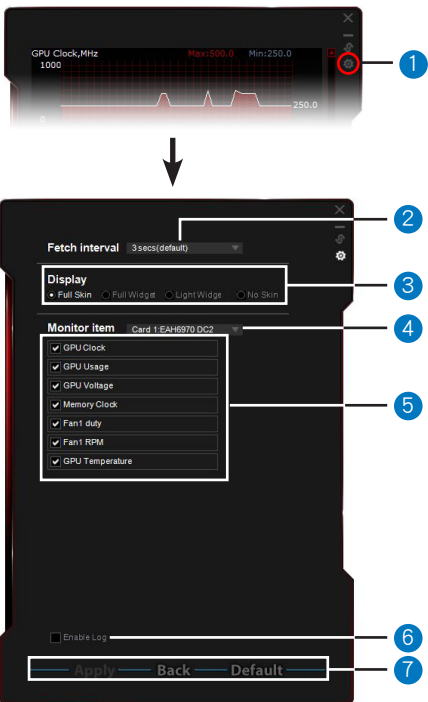 GPU Clock,MHz Max:500.0 Min:250.0
1000
1
250.0
0
2
Fetch interval 3 secs(default)
Display
3
Full Skin Full Widget Light Widge No Skin
Monitor item Card 1:EAH6970 DC2
4
GPU Clock
GPU Usage
GPU Voltage
Memory Clock
5
Fan1 duty
Fan1 RPM
GPU Temperature
Enable Log
6
Apply Back Default
7